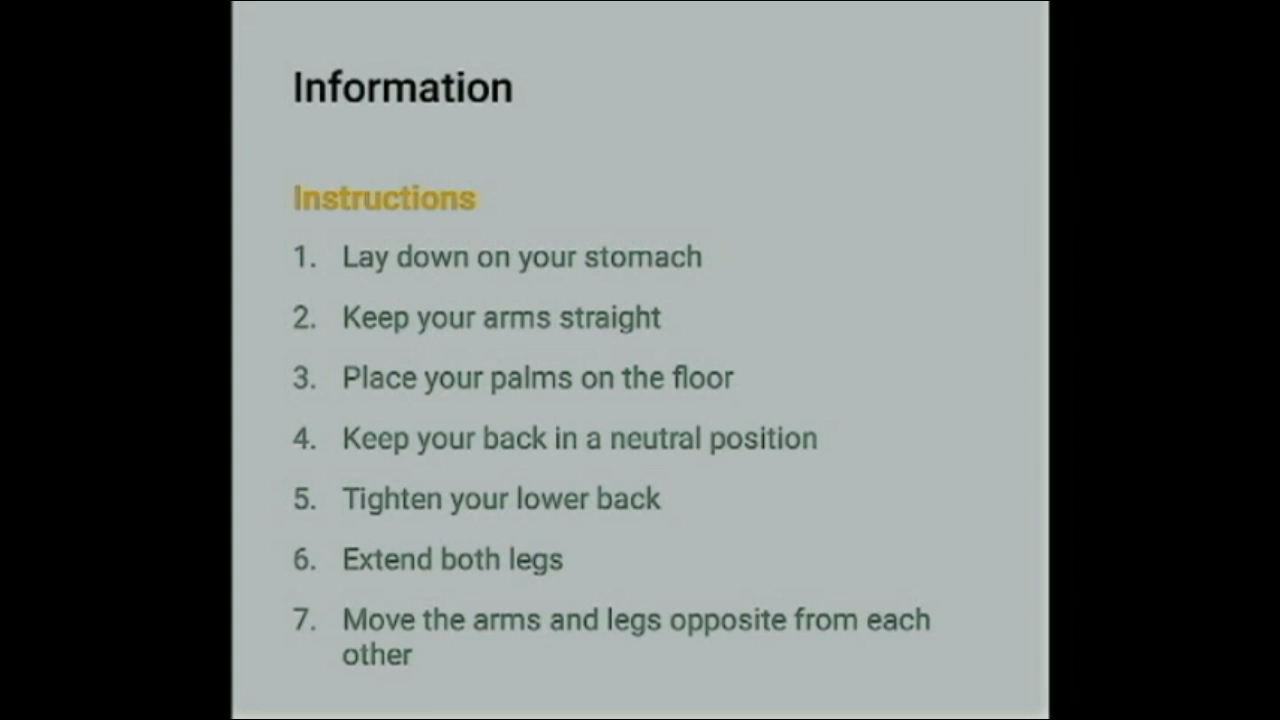 Information
Instructions
1. Lay down on your stomach
2. Keep your arms straight
3. Place your palms on the floor
4. Keep your back in a neutral position
5. Tighten your lower back
6. Extend both legs
7. Move the arms and legs opposite from each
other